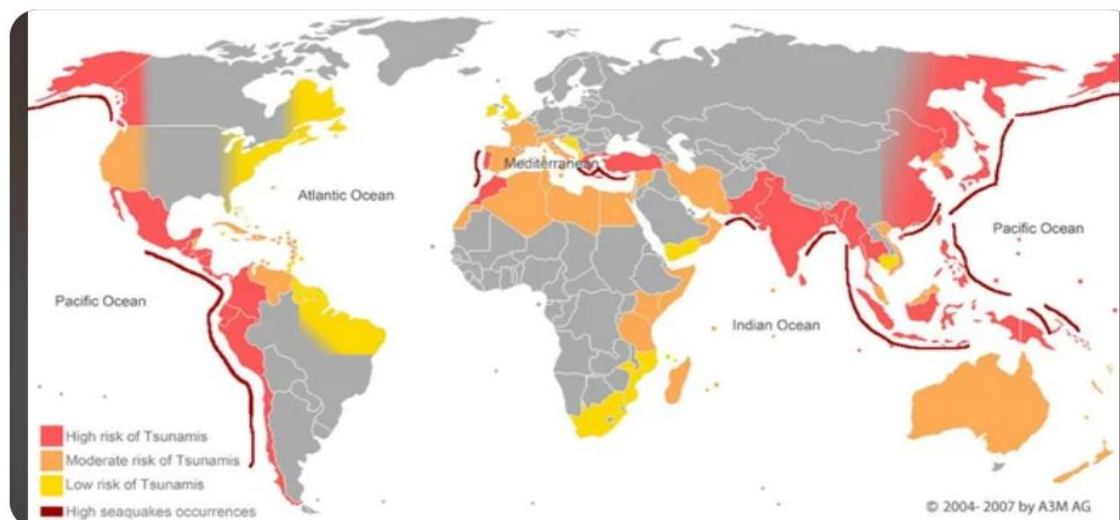 Mediterranean
Atlantic Ocean
Pacific Ocean
Pacific Ocean
Indian Ocean
High risk of Tsunamis
Moderate risk of Tsunamis
Low risk of Tsunamis
High seaquakes occurrences
© 2004- 2007 by A3M AG